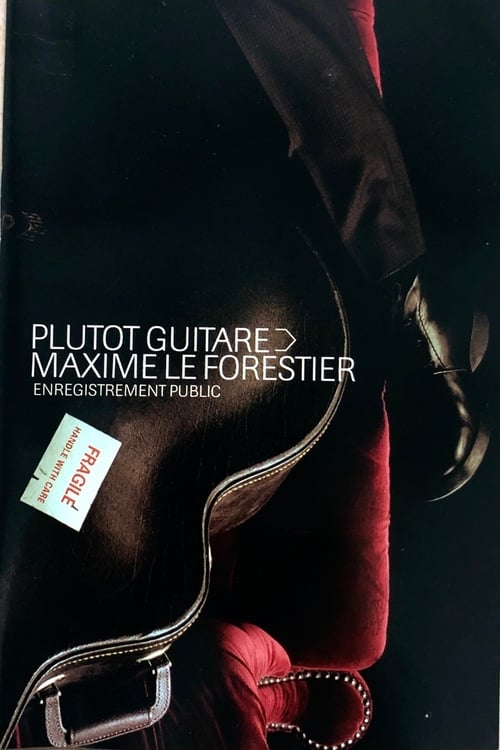 PLUTOT GUITARE
MAXIME LE FORESTIER
ENREGISTREMENT PUBLIC
FRAGILE
HANDLE WITH CARE